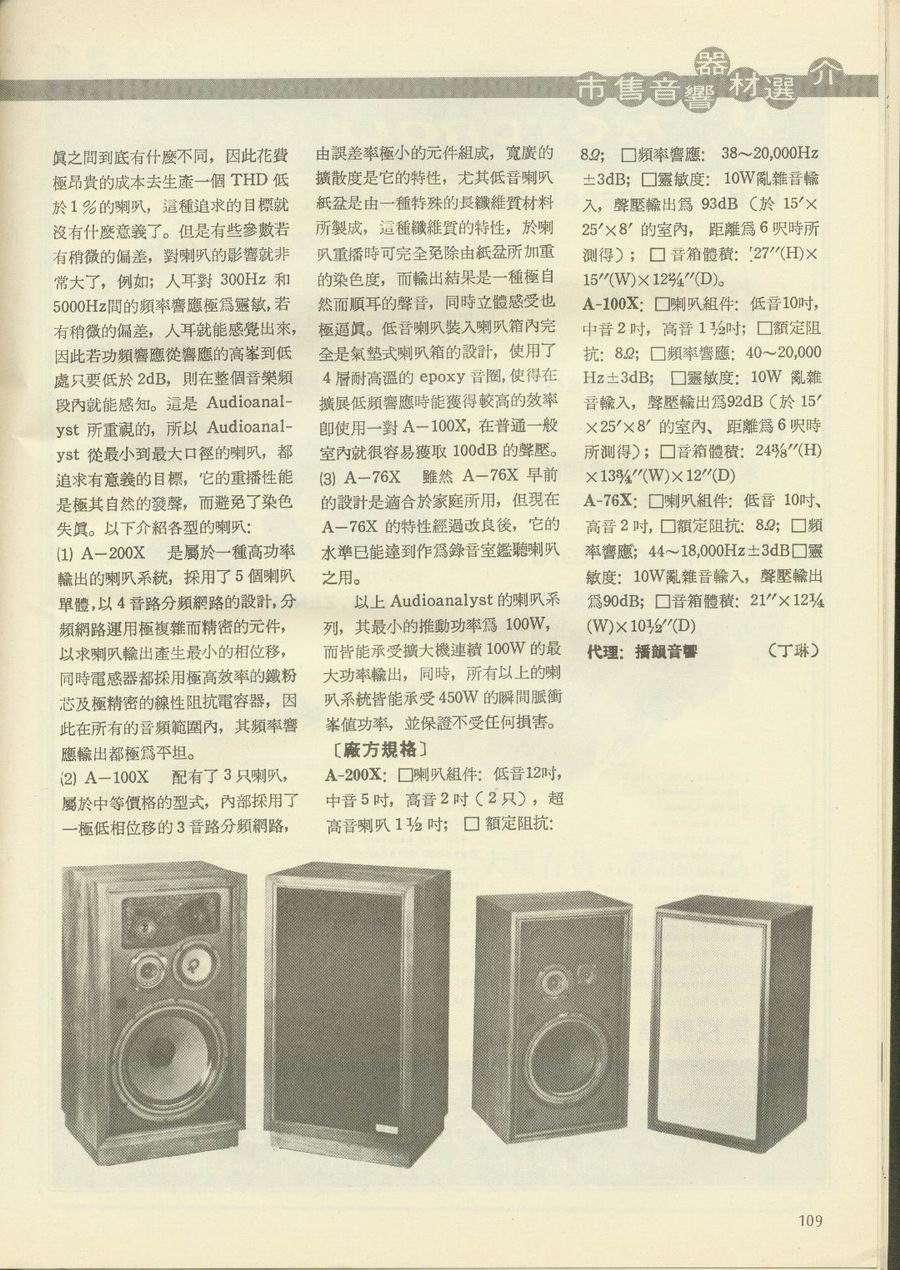 市售音響器材選介
眞之間到底有什麼不同，因此花費
極昂貴的成本去生產一個 THD 低
於1％的喇叭，這種追求的目標就
沒有什麼意義了。但是有些參數若
有稍微的偏差，對喇叭的影響就非
常大了，例如；人耳對 300Hz 和
5000Hz間的頻率響應極爲靈敏，若
有稍微的偏差，人耳就能感覺出來，
因此若功頻響應從響應的高峯到低
處只要低於 2dB，則在整個音樂頻
段內就能感知。這是 Audioanal-
yst 所重視的，所以 Audioanal-
yst 從最小到最大口徑的喇叭，都
追求有意義的目標，它的重播性能
是極其自然的發聲，而避免了染色
失眞。以下介紹各型的喇叭：
(1) A－200X　是屬於一種高功率
輸出的喇叭系統，採用了5個喇叭
單體，以4音路分頻網路的設計，分
頻網路運用極複雜而精密的元件，
以求喇叭輸出產生最小的相位移，
同時電感器都採用極高效率的鐵粉
芯及極精密的線性阻抗電容器，因
此在所有的音頻範圍內，其頻率響
應輸出都極爲平坦。
(2) A－100X　配有了3只喇叭，
屬於中等價格的型式，內部採用了
一極低相位移的3音路分頻網路，
由誤差率極小的元件組成，寬廣的
擴散度是它的特性，尤其低音喇叭
紙盆是由一種特殊的長纖維質材料
所製成，這種纖維質的特性，於喇
叭重播時可完全免除由紙盆所加重
的染色度，而輸出結果是一種極自
然而順耳的聲音，同時立體感受也
極逼眞。低音喇叭裝入喇叭箱內完
全是氣墊式喇叭箱的設計，使用了
4層耐高溫的 epoxy 音圈，使得在
擴展低頻響應時能獲得較高的效率
卽使用一對 A－100X，在普通一般
室內就很容易獲取 100dB 的聲壓。
(3) A－76X　雖然 A－76X 早前
的設計是適合於家庭所用，但現在
A－76X 的特性經過改良後，它的
水準已能達到作爲錄音室鑑聽喇叭
之用。
以上 Audioanalyst 的喇叭系
列，其最小的推動功率爲 100W，
而皆能承受擴大機連續 100W 的最
大功率輸出，同時，所有以上的喇
叭系統皆能承受 450W 的瞬間脈衝
峯値功率，並保證不受任何損害。
〔廠方規格〕
A-200X：□喇叭組件：低音12吋，
中音5吋，高音2吋（2只），超
高音喇叭 1½ 吋；□ 額定阻抗：
8Ω；□頻率響應：38～20,000Hz
±3dB；□靈敏度：10W亂雜音輸
入，聲壓輸出爲 93dB（於 15′×
25′×8′ 的室內，距離爲6呎時所
測得）；□音箱體積：27″(H)×
15″(W)×12¾″(D)。
A-100X：□喇叭組件：低音10吋，
中音2吋，高音1½吋；□額定阻
抗：8Ω；□頻率響應：40～20,000
Hz±3dB；□靈敏度：10W 亂雜
音輸入，聲壓輸出爲92dB（於 15′
×25′×8′ 的室內、距離爲6呎時
所測得）；□音箱體積：24⅜″(H)
×13¾″(W)×12″(D)
A-76X：□喇叭組件：低音 10吋、
高音2吋，□額定阻抗：8Ω；□頻
率響應；44～18,000Hz±3dB□靈
敏度：10W亂雜音輸入，聲壓輸出
爲90dB；□音箱體積：21″×12¼
(W)×10½″(D)
代理：播韻音響　（丁琳）
109